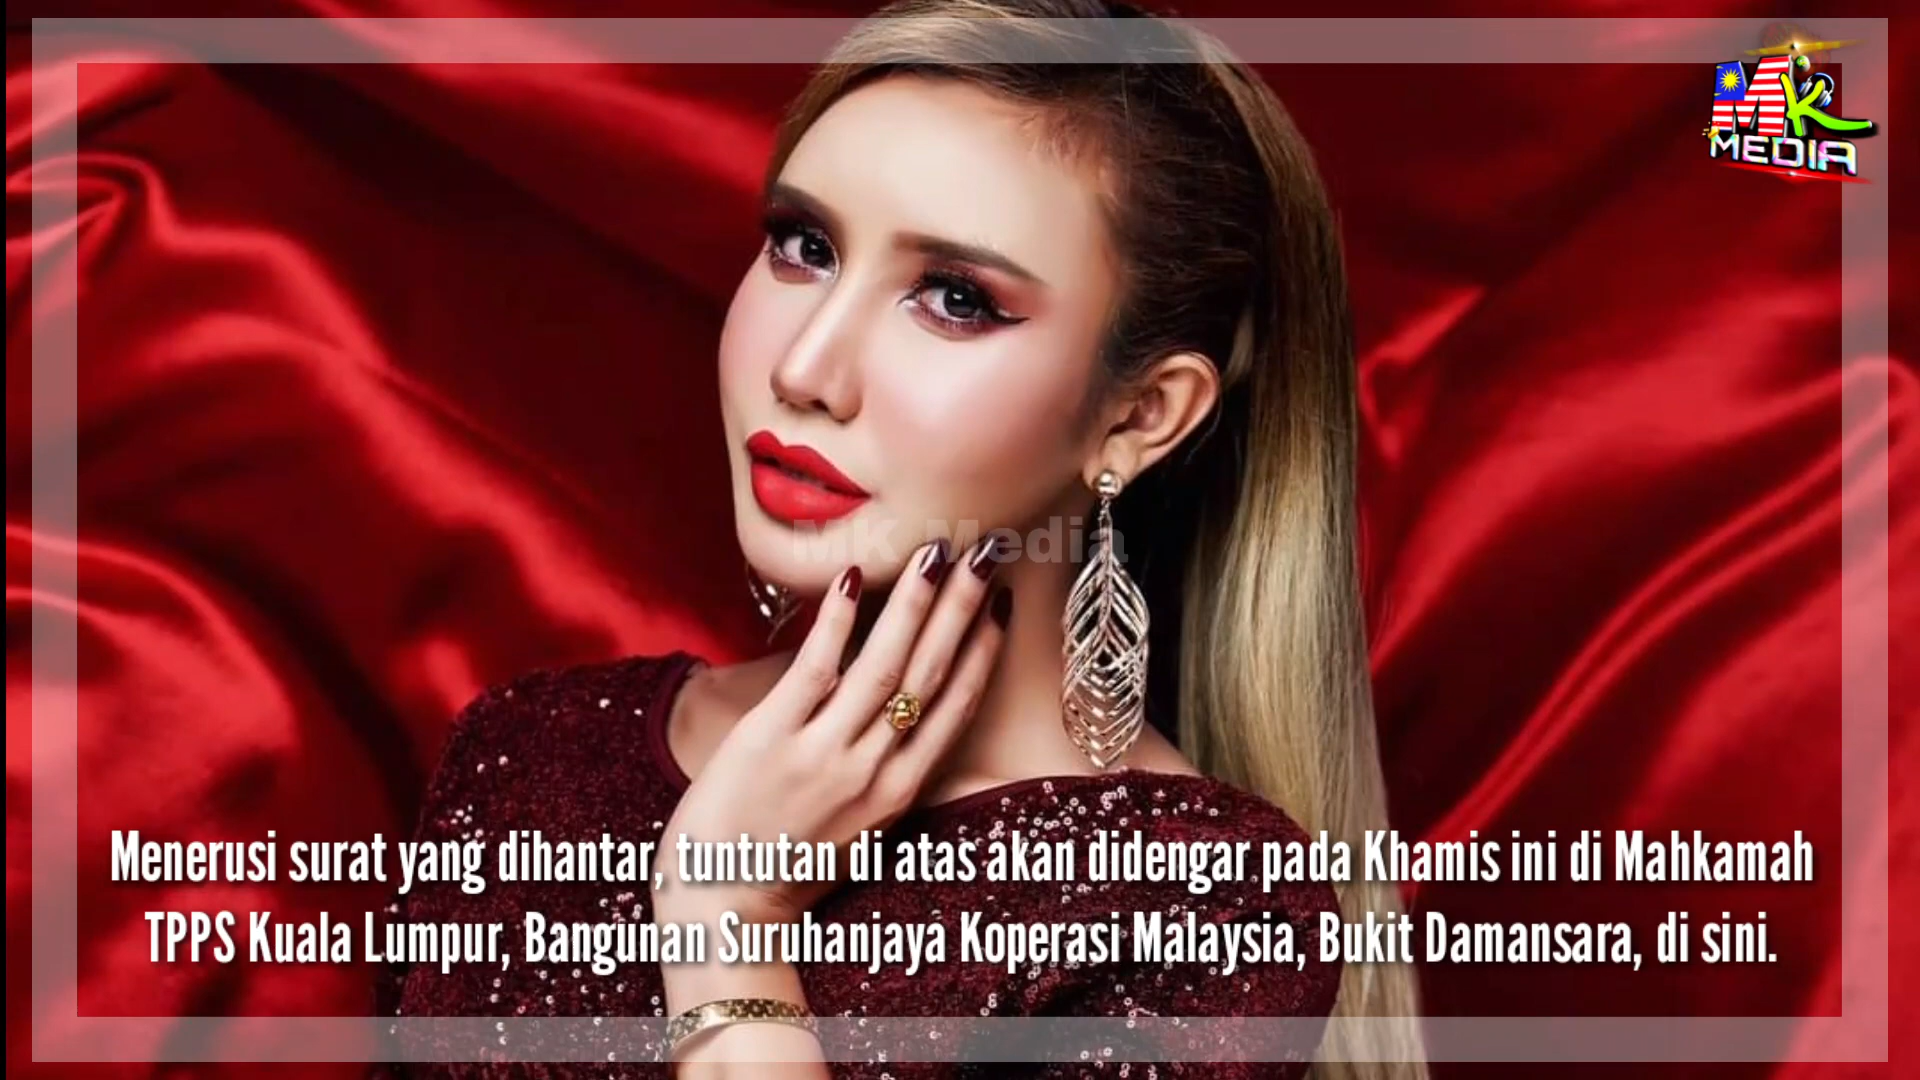 MK
MEDIA
MK Media
Menerusi surat yang dihantar, tuntutan di atas akan didengar pada Khamis ini di Mahkamah
TPPS Kuala Lumpur, Bangunan Suruhanjaya Koperasi Malaysia, Bukit Damansara, di sini.